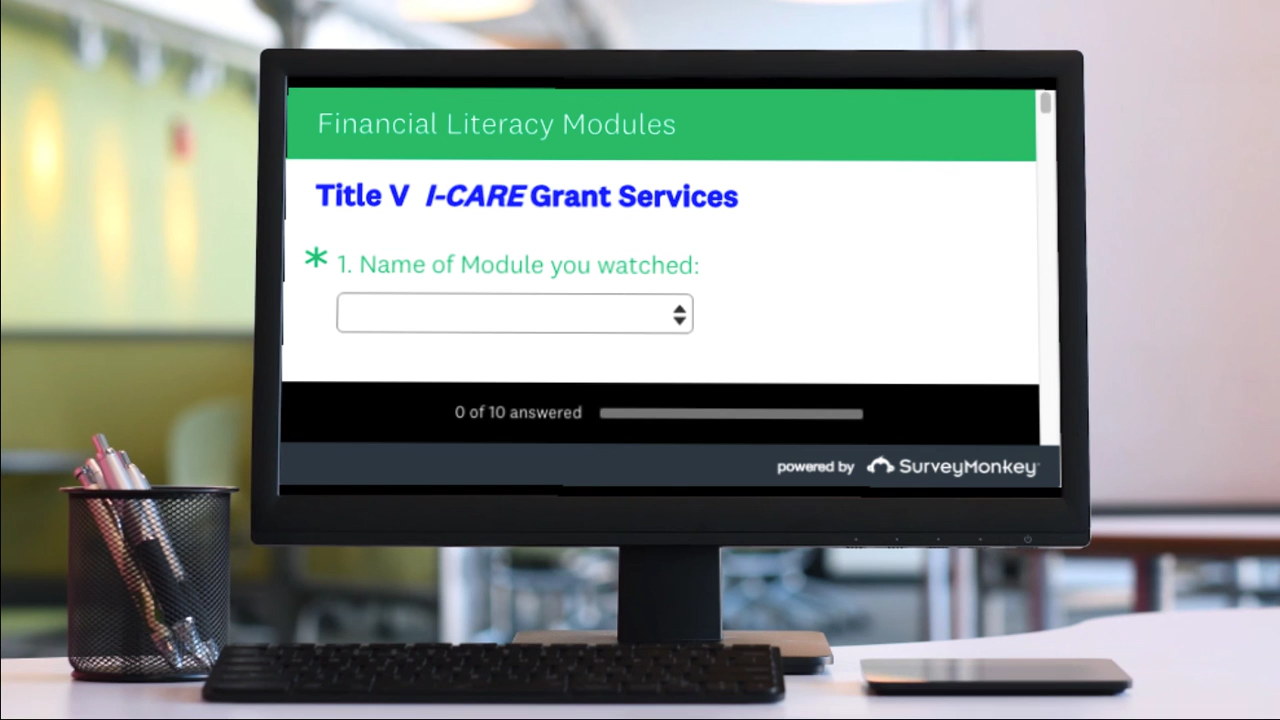 Financial Literacy Modules
Title V I-CARE Grant Services
* 1. Name of Module you watched:
0 of 10 answered
powered by SurveyMonkey